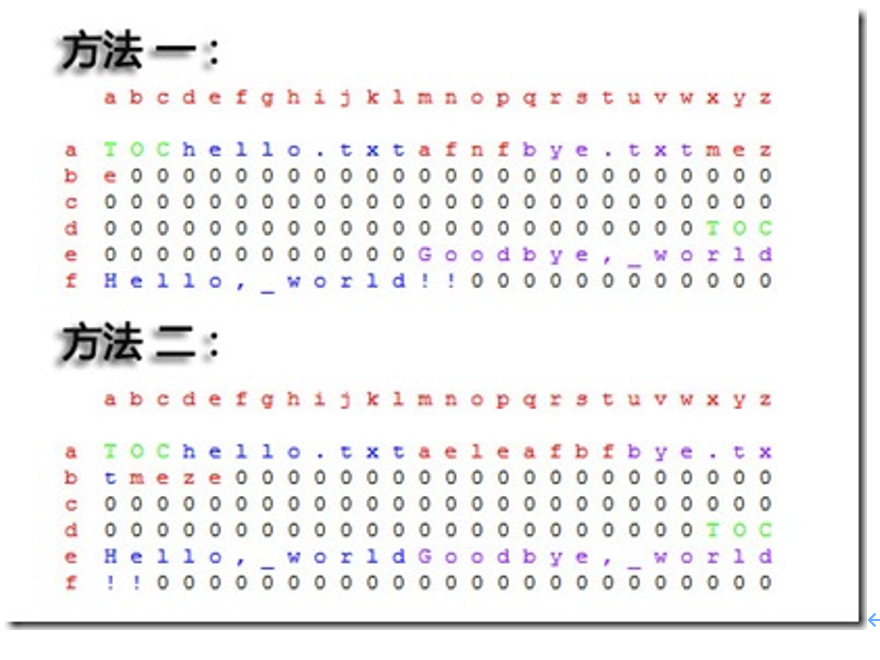 方法 一：
a b c d e f g h i j k l m n o p q r s t u v w x y z
a T O C h e l l o . t x t a f n f b y e . t x t m e z
b e 0 0 0 0 0 0 0 0 0 0 0 0 0 0 0 0 0 0 0 0 0 0 0 0 0
c 0 0 0 0 0 0 0 0 0 0 0 0 0 0 0 0 0 0 0 0 0 0 0 0 0 0
d 0 0 0 0 0 0 0 0 0 0 0 0 0 0 0 0 0 0 0 0 0 0 0 T O C
e 0 0 0 0 0 0 0 0 0 0 0 0 G o o d b y e , _ w o r l d
f H e l l o , _ w o r l d ! ! 0 0 0 0 0 0 0 0 0 0 0 0
方法 二：
a b c d e f g h i j k l m n o p q r s t u v w x y z
a T O C h e l l o . t x t a e l e a f b f b y e . t x
b t m e z e 0 0 0 0 0 0 0 0 0 0 0 0 0 0 0 0 0 0 0 0 0
c 0 0 0 0 0 0 0 0 0 0 0 0 0 0 0 0 0 0 0 0 0 0 0 0 0 0
d 0 0 0 0 0 0 0 0 0 0 0 0 0 0 0 0 0 0 0 0 0 0 0 T O C
e H e l l o , _ w o r l d G o o d b y e , _ w o r l d
f ! ! 0 0 0 0 0 0 0 0 0 0 0 0 0 0 0 0 0 0 0 0 0 0 0 0